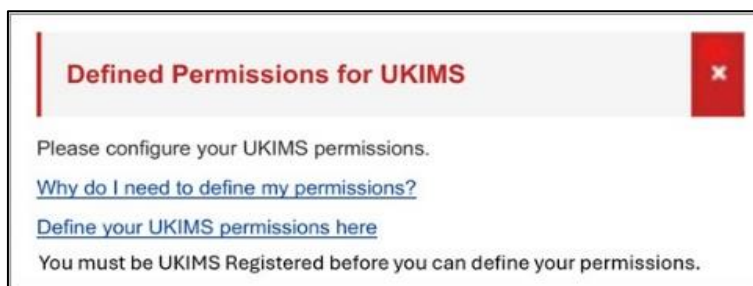 Defined Permissions for UKIMS
Please configure your UKIMS permissions.
Why do I need to define my permissions?
Define your UKIMS permissions here
You must be UKIMS Registered before you can define your permissions.